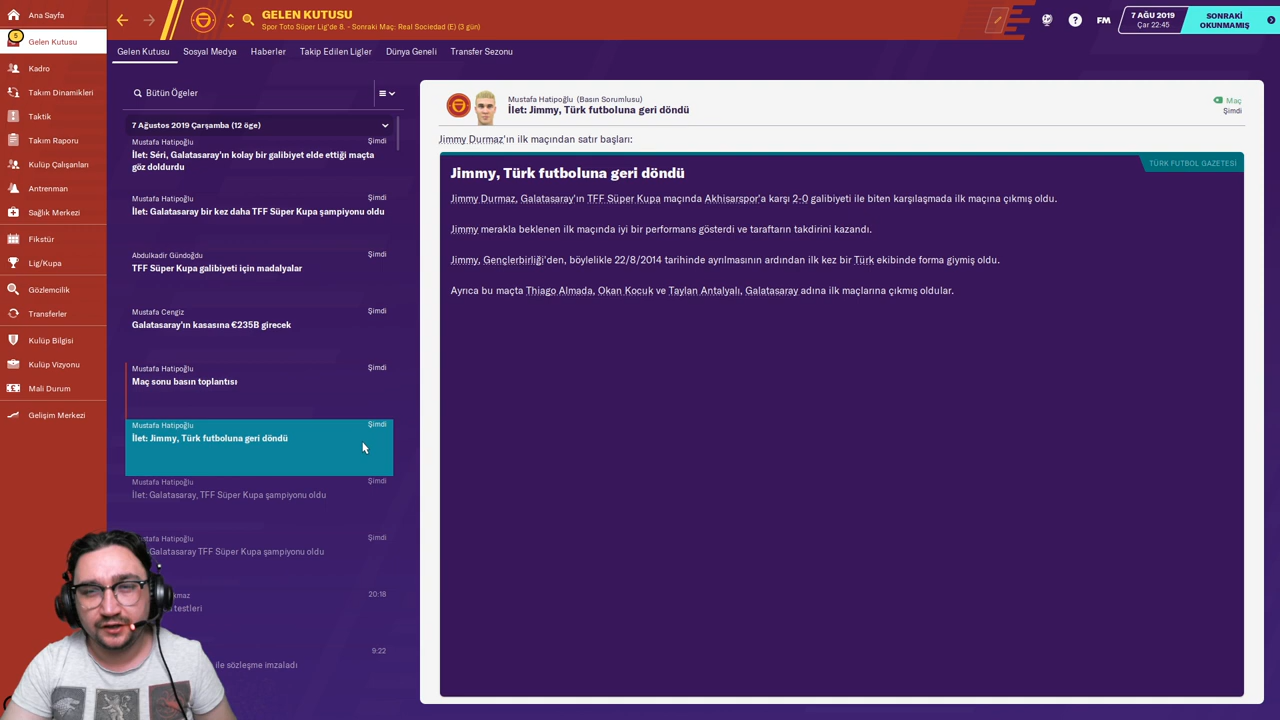 Ana Sayfa
5
Gelen Kutusu
Kadro
Takım Dinamikleri
Taktik
Takım Raporu
Kulüp Çalışanları
Antrenman
Sağlık Merkezi
Fikstür
Lig/Kupa
Gözlemcilik
Transferler
Kulüp Bilgisi
Kulüp Vizyonu
Mali Durum
Gelişim Merkezi
GELEN KUTUSU
Spor Toto Süper Lig'de 8. - Sonraki Maç: Real Sociedad (E) (3 gün)
FM
7 AĞU 2019
Çar 22:45
SONRAKİ
OKUNMAMIŞ
Gelen Kutusu
Sosyal Medya
Haberler
Takip Edilen Ligler
Dünya Geneli
Transfer Sezonu
Bütün Ögeler
7 Ağustos 2019 Çarşamba (12 öge)
Mustafa Hatipoğlu
Şimdi
İlet: Séri, Galatasaray'ın kolay bir galibiyet elde ettiği maçta
göz doldurdu
Mustafa Hatipoğlu
Şimdi
İlet: Galatasaray bir kez daha TFF Süper Kupa şampiyonu oldu
Abdulkadir Gündoğdu
Şimdi
TFF Süper Kupa galibiyeti için madalyalar
Mustafa Cengiz
Şimdi
Galatasaray'ın kasasına €235B girecek
Mustafa Hatipoğlu
Şimdi
Maç sonu basın toplantısı
Mustafa Hatipoğlu
Şimdi
İlet: Jimmy, Türk futboluna geri döndü
Mustafa Hatipoğlu
Şimdi
İlet: Galatasaray, TFF Süper Kupa şampiyonu oldu
Hatipoğlu
Şimdi
Galatasaray TFF Süper Kupa şampiyonu oldu
20:18
testleri
9:22
ile sözleşme imzaladı
Mustafa Hatipoğlu (Basın Sorumlusu)
İlet: Jimmy, Türk futboluna geri döndü
Maç
Şimdi
Jimmy Durmaz'ın ilk maçından satır başları:
TÜRK FUTBOL GAZETESİ
Jimmy, Türk futboluna geri döndü
Jimmy Durmaz, Galatasaray'ın TFF Süper Kupa maçında Akhisarspor'a karşı 2-0 galibiyeti ile biten karşılaşmada ilk maçına çıkmış oldu.
Jimmy merakla beklenen ilk maçında iyi bir performans gösterdi ve taraftarın takdirini kazandı.
Jimmy, Gençlerbirliği'den, böylelikle 22/8/2014 tarihinde ayrılmasının ardından ilk kez bir Türk ekibinde forma giymiş oldu.
Ayrıca bu maçta Thiago Almada, Okan Kocuk ve Taylan Antalyalı, Galatasaray adına ilk maçlarına çıkmış oldular.